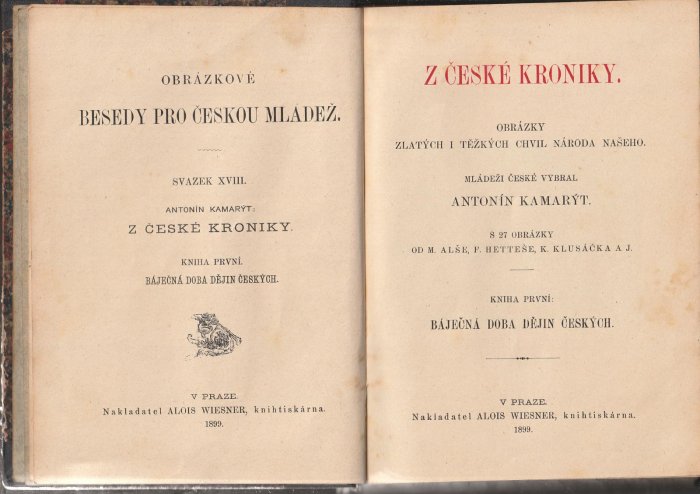 OBRÁZKOVÉ
BESEDY PRO ČESKOU MLÁDEŽ.
SVAZEK XVIII.
ANTONÍN KAMARÝT:
Z ČESKÉ KRONIKY.
KNIHA PRVNÍ.
BÁJEČNÁ DOBA DĚJIN ČESKÝCH.
V PRAZE.
Nakladatel ALOIS WIESNER, knihtiskárna.
1899.
Z ČESKÉ KRONIKY.
OBRÁZKY
ZLATÝCH I TĚŽKÝCH CHVIL NÁRODA NAŠEHO.
MLÁDEŽI ČESKÉ VYBRAL
ANTONÍN KAMARÝT.
S 27 OBRÁZKY
OD M. ALŠE, F. HETTEŠE, K. KLUSÁČKA A J.
KNIHA PRVNÍ:
BÁJEČNÁ DOBA DĚJIN ČESKÝCH.
V PRAZE.
Nakladatel ALOIS WIESNER, knihtiskárna.
1899.